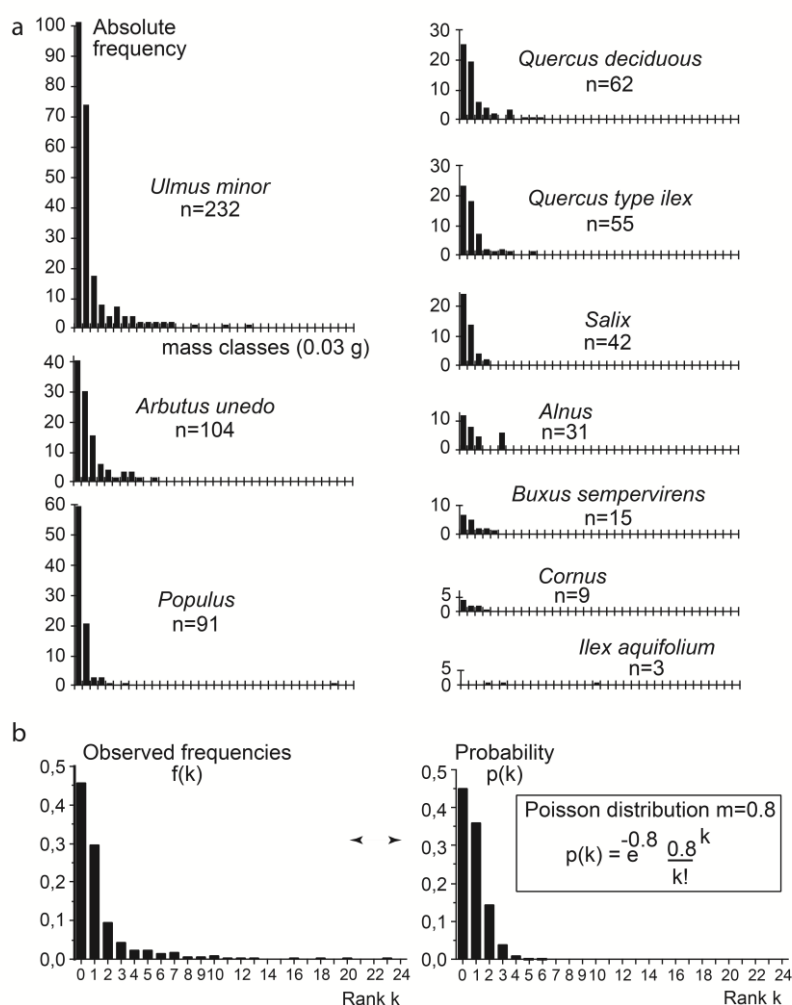 a
Absolute
frequency
100
90
80
70
60
50
40
30
20
10
0
Ulmus minor
n=232
mass classes (0.03 g)
40
30
20
10
0
Arbutus unedo
n=104
60
50
40
30
20
10
0
Populus
n=91
30
20
10
0
Quercus deciduous
n=62
30
20
10
0
Quercus type ilex
n=55
20
10
0
Salix
n=42
10
0
Alnus
n=31
10
0
Buxus sempervirens
n=15
5
0
Cornus
n=9
5
0
Ilex aquifolium
n=3
b
Observed frequencies
f(k)
0,5
0,4
0,3
0,2
0,1
0,0
0 1 2 3 4 5 6 7 8 9 10 12 14 16 18 20 22 24
Rank k
Probability
p(k)
0,5
0,4
0,3
0,2
0,1
0,0
Poisson distribution m=0.8
p(k) = e^-0.8 0.8^k
k!
0 1 2 3 4 5 6 7 8 9 10 12 14 16 18 20 22 24
Rank k